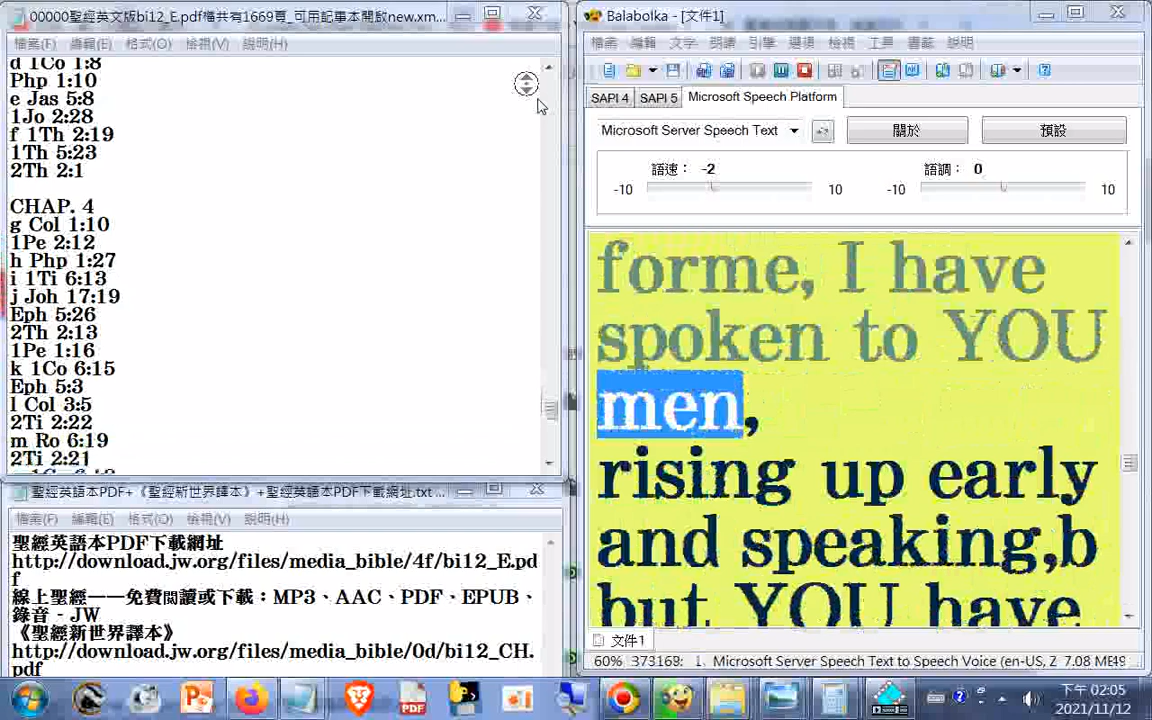 00000聖經英文版bi12_E.pdf檔共有1669頁_可用記事本開啟new.xm...
檔案(F) 編輯(E) 格式(O) 檢視(V) 說明(H)
d 1Co 1:8
Php 1:10
e Jas 5:8
1Jo 2:28
f 1Th 2:19
1Th 5:23
2Th 2:1
CHAP. 4
g Col 1:10
1Pe 2:12
h Php 1:27
i 1Ti 6:13
j Joh 17:19
Eph 5:26
2Th 2:13
1Pe 1:16
k 1Co 6:15
Eph 5:3
l Col 3:5
2Ti 2:22
m Ro 6:19
2Ti 2:21
聖經英語本PDF+《聖經新世界譯本》+聖經英語本PDF下載網址.txt ...
檔案(F) 編輯(E) 格式(O) 檢視(V) 說明(H)
聖經英語本PDF下載網址
http://download.jw.org/files/media_bible/4f/bi12_E.pd
f
線上聖經——免費閱讀或下載：MP3、AAC、PDF、EPUB、
錄音 - JW
《聖經新世界譯本》
http://download.jw.org/files/media_bible/0d/bi12_CH.
pdf
Balabolka - [文件1]
檔案 編輯 文字 朗讀 引擎 選項 檢視 工具 書籤 說明
SAPI 4 SAPI 5 Microsoft Speech Platform
Microsoft Server Speech Text 關於 預設
語速： -2 語調： 0
-10 10 -10 10
forme, I have
spoken to YOU
men,
rising up early
and speaking,b
but YOU have
文件1
60% 373169: 1. Microsoft Server Speech Text to Speech Voice (en-US, Z 7.08 ME49
下午 02:05
2021/11/12